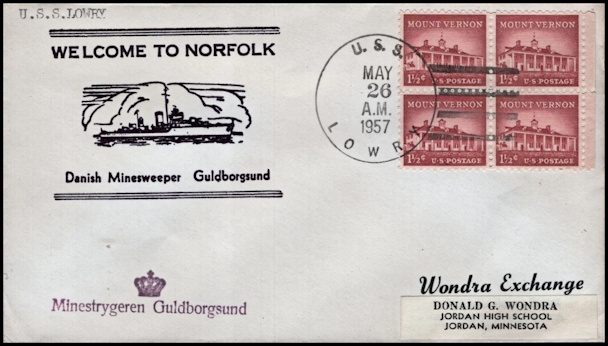 U.S.S.LOWRY
WELCOME TO NORFOLK
Danish Minesweeper Guldborgsund
Minestrygeren Guldborgsund
U. S. S.
MAY
26
A.M.
1957
LOWRY
MOUNT VERNON
1½¢ U·S·POSTAGE
MOUNT VERNON
1½¢ U·S·POSTAGE
MOUNT VERNON
1½¢ U·S·POSTAGE
MOUNT VERNON
1½¢ U·S·POSTAGE
Wondra Exchange
DONALD G. WONDRA
JORDAN HIGH SCHOOL
JORDAN, MINNESOTA